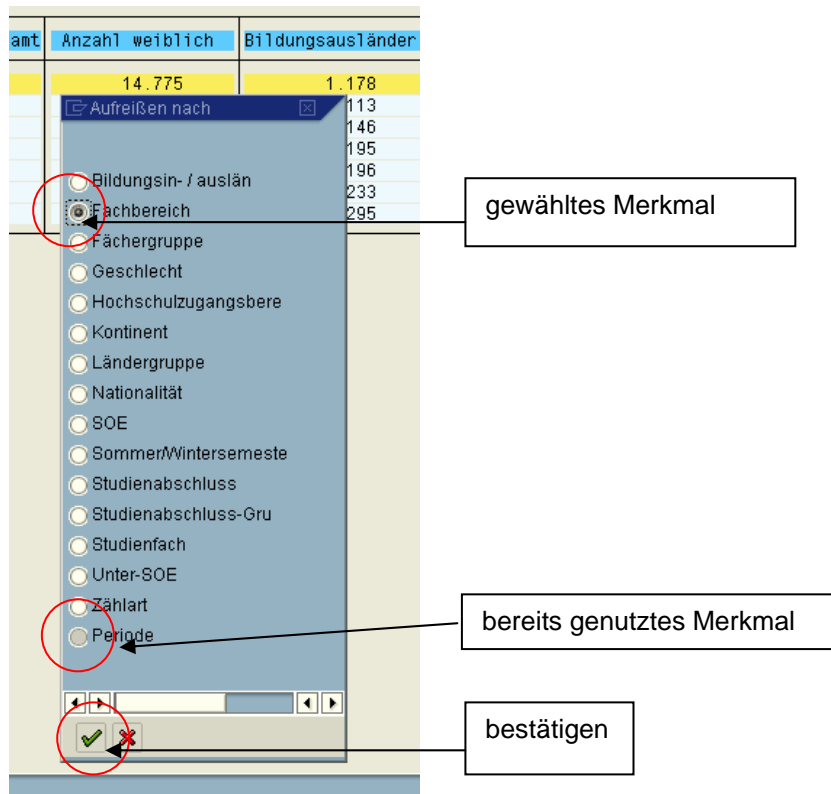 amt Anzahl weiblich Bildungsausländer
14.775 1.178
Aufreißen nach
113
146
195
196
233
295
Bildungsin- / auslän
Fachbereich
Fächergruppe
Geschlecht
Hochschulzugangsbere
Kontinent
Ländergruppe
Nationalität
SOE
Sommer/Wintersemeste
Studienabschluss
Studienabschluss-Gru
Studienfach
Unter-SOE
Zählart
Periode
gewähltes Merkmal
bereits genutztes Merkmal
bestätigen